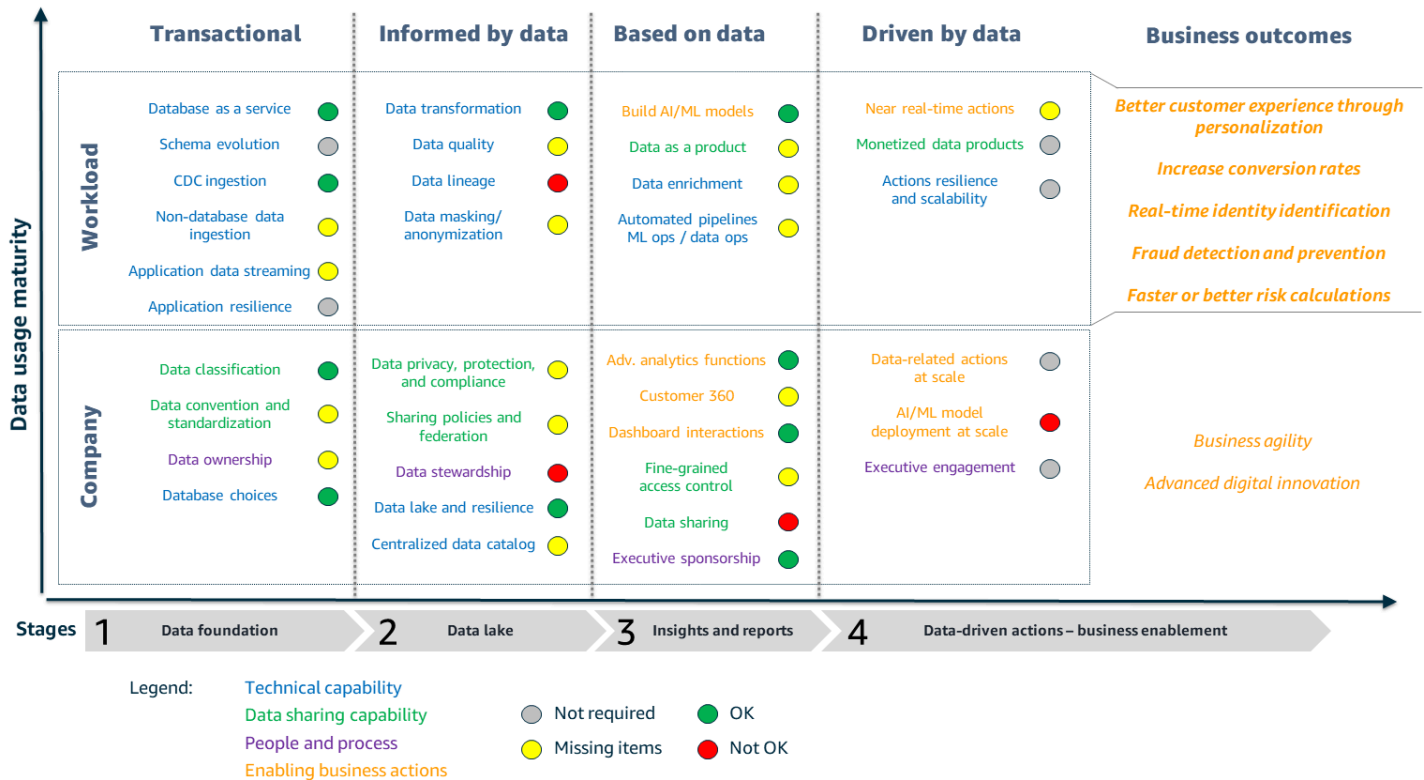 Transactional
Informed by data
Based on data
Driven by data
Business outcomes
Data usage maturity
Workload
Database as a service
Schema evolution
CDC ingestion
Non-database data
ingestion
Application data streaming
Application resilience
Data transformation
Data quality
Data lineage
Data masking/
anonymization
Build AI/ML models
Data as a product
Data enrichment
Automated pipelines
ML ops / data ops
Near real-time actions
Monetized data products
Actions resilience
and scalability
Better customer experience through
personalization
Increase conversion rates
Real-time identity identification
Fraud detection and prevention
Faster or better risk calculations
Company
Data classification
Data convention and
standardization
Data ownership
Database choices
Data privacy, protection,
and compliance
Sharing policies and
federation
Data stewardship
Data lake and resilience
Centralized data catalog
Adv. analytics functions
Customer 360
Dashboard interactions
Fine-grained
access control
Data sharing
Executive sponsorship
Data-related actions
at scale
AI/ML model
deployment at scale
Executive engagement
Business agility
Advanced digital innovation
Stages
1 Data foundation
2 Data lake
3 Insights and reports
4 Data-driven actions – business enablement
Legend:
Technical capability
Data sharing capability
People and process
Enabling business actions
Not required
OK
Missing items
Not OK